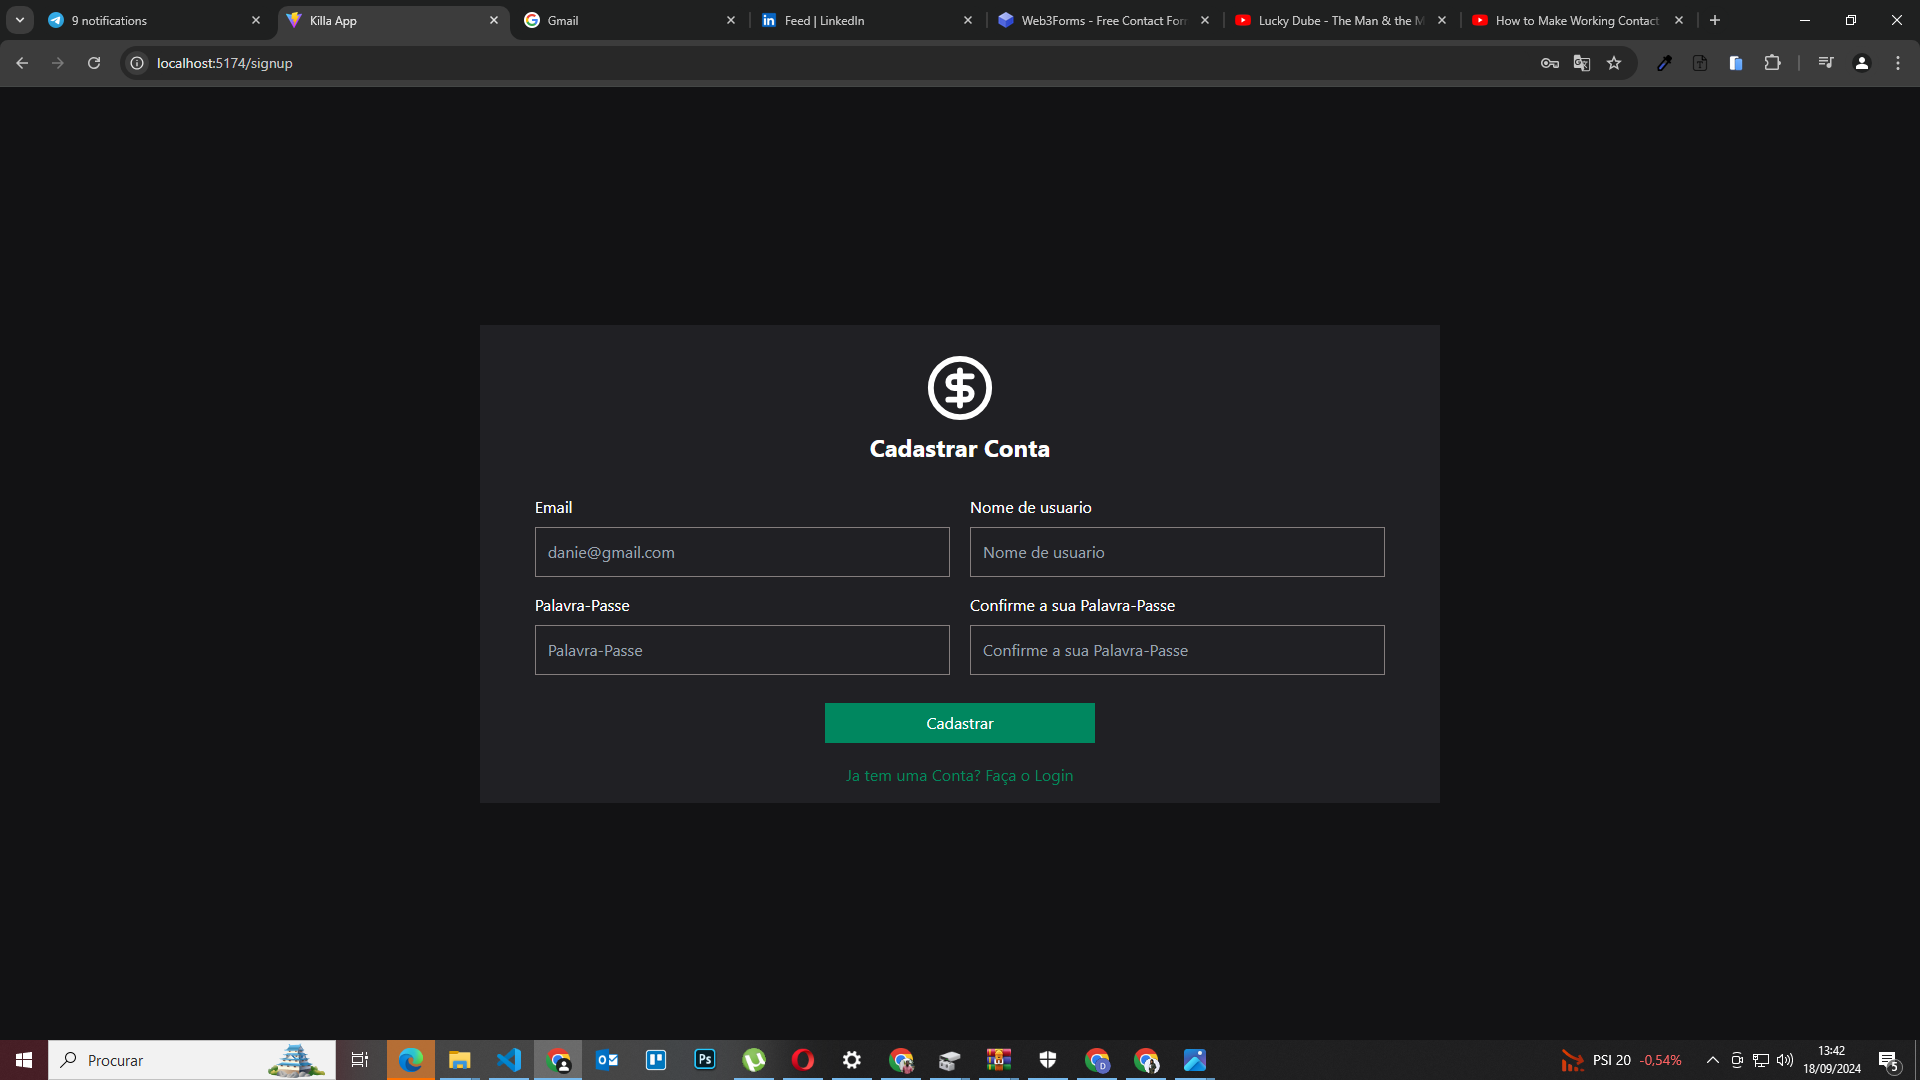 9 notifications
Killa App
Gmail
Feed | LinkedIn
Web3Forms - Free Contact For
Lucky Dube - The Man & the M
How to Make Working Contact
localhost:5174/signup
Cadastrar Conta
Email
Nome de usuario
danie@gmail.com
Nome de usuario
Palavra-Passe
Confirme a sua Palavra-Passe
Palavra-Passe
Confirme a sua Palavra-Passe
Cadastrar
Ja tem uma Conta? Faça o Login
Procurar
Ps
D
PSI 20 -0,54%
13:42
18/09/2024
5